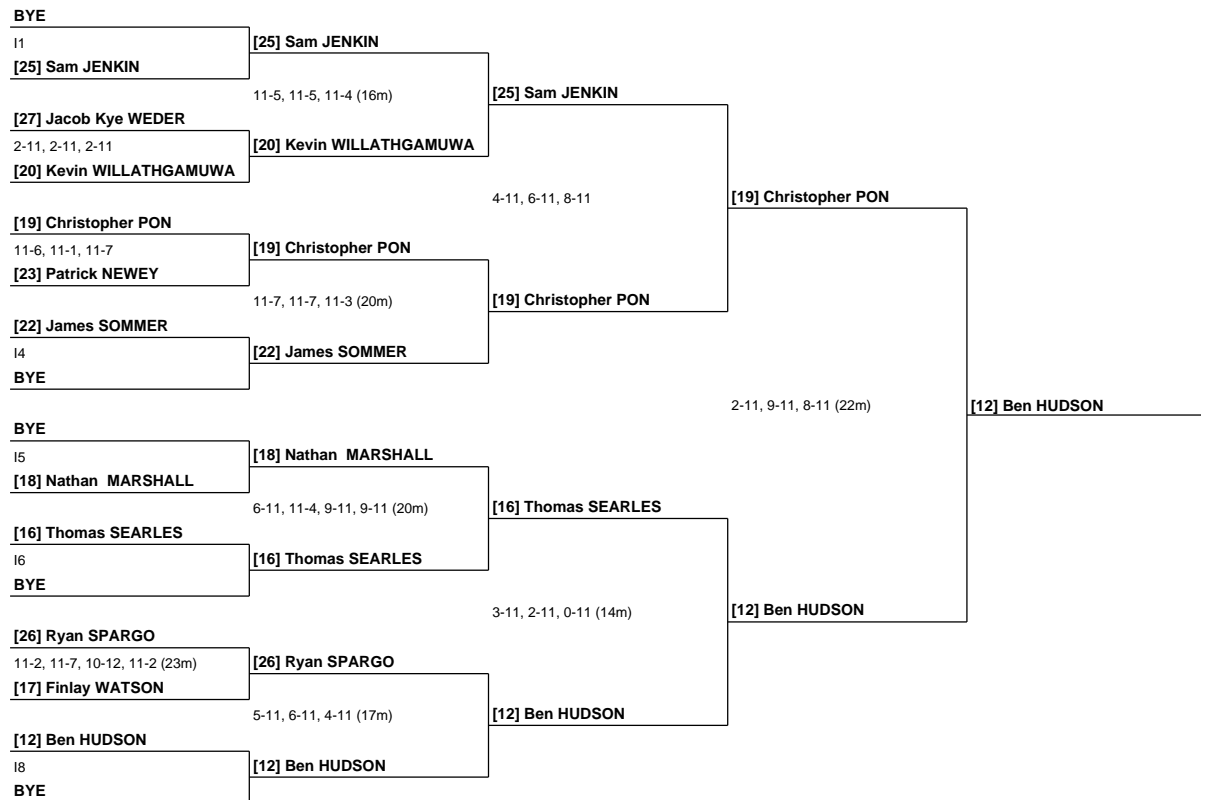 BYE
I1
[25] Sam JENKIN
[27] Jacob Kye WEDER
2-11, 2-11, 2-11
[20] Kevin WILLATHGAMUWA
[19] Christopher PON
11-6, 11-1, 11-7
[23] Patrick NEWEY
[22] James SOMMER
I4
BYE
BYE
I5
[18] Nathan  MARSHALL
[16] Thomas SEARLES
I6
BYE
[26] Ryan SPARGO
11-2, 11-7, 10-12, 11-2 (23m)
[17] Finlay WATSON
[12] Ben HUDSON
I8
BYE
[25] Sam JENKIN
11-5, 11-5, 11-4 (16m)
[20] Kevin WILLATHGAMUWA
[19] Christopher PON
11-7, 11-7, 11-3 (20m)
[22] James SOMMER
[18] Nathan  MARSHALL
6-11, 11-4, 9-11, 9-11 (20m)
[16] Thomas SEARLES
[26] Ryan SPARGO
5-11, 6-11, 4-11 (17m)
[12] Ben HUDSON
[25] Sam JENKIN
4-11, 6-11, 8-11
[19] Christopher PON
[16] Thomas SEARLES
3-11, 2-11, 0-11 (14m)
[12] Ben HUDSON
[19] Christopher PON
2-11, 9-11, 8-11 (22m)
[12] Ben HUDSON
[12] Ben HUDSON